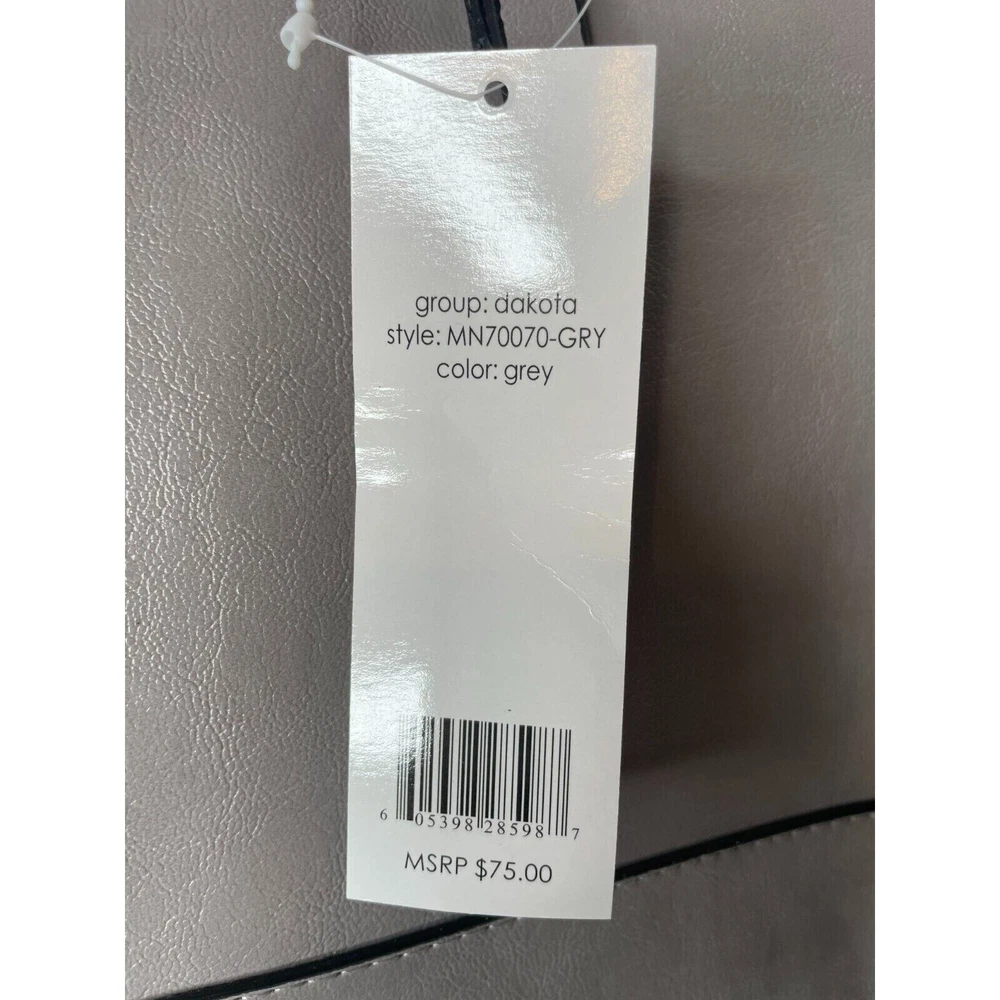 group: dakota
style: MN70070-GRY
color: grey
6 05398 28598 7
MSRP $75.00